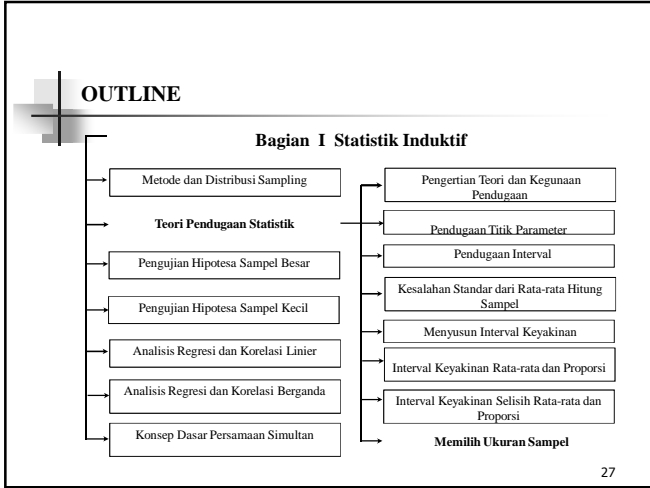 OUTLINE
Bagian I Statistik Induktif
Metode dan Distribusi Sampling
Teori Pendugaan Statistik
Pengujian Hipotesa Sampel Besar
Pengujian Hipotesa Sampel Kecil
Analisis Regresi dan Korelasi Linier
Analisis Regresi dan Korelasi Berganda
Konsep Dasar Persamaan Simultan
Pengertian Teori dan Kegunaan
Pendugaan
Pendugaan Titik Parameter
Pendugaan Interval
Kesalahan Standar dari Rata-rata Hitung
Sampel
Menyusun Interval Keyakinan
Interval Keyakinan Rata-rata dan Proporsi
Interval Keyakinan Selisih Rata-rata dan
Proporsi
Memilih Ukuran Sampel
27